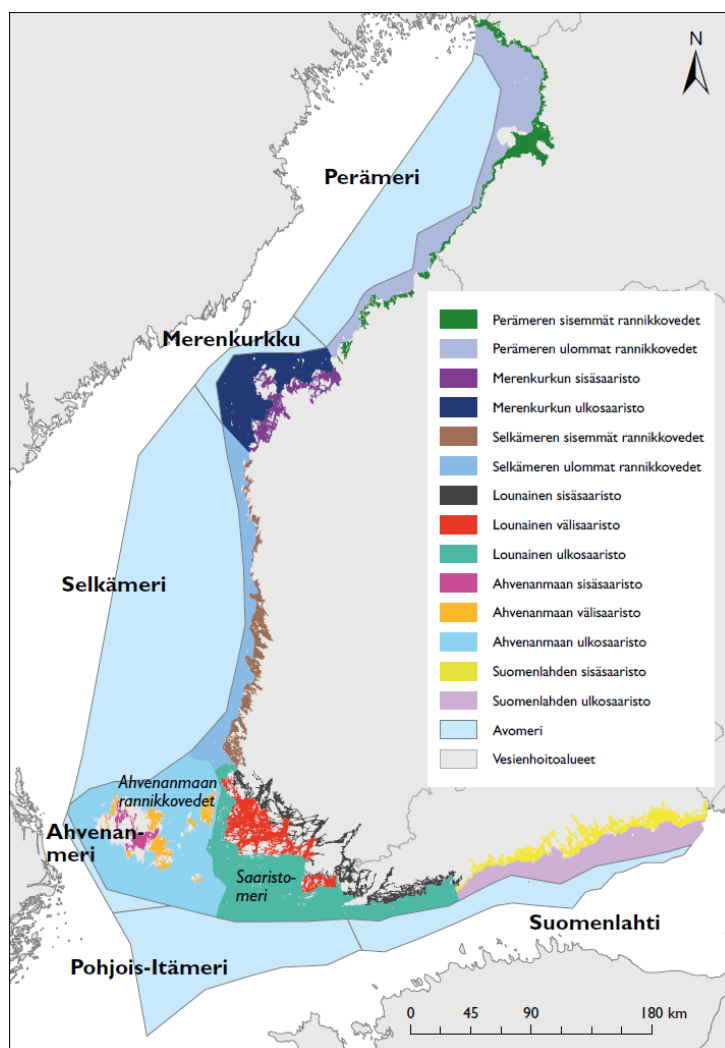 N
Perämeri
Merenkurkku
Selkämeri
Ahvenanmaan
rannikkovedet
Ahvenan-
meri
Saaristo-
meri
Pohjois-Itämeri
Suomenlahti
Perämeren sisemmät rannikkovedet
Perämeren ulommat rannikkovedet
Merenkurkun sisäsaaristo
Merenkurkun ulkosaaristo
Selkämeren sisemmät rannikkovedet
Selkämeren ulommat rannikkovedet
Lounainen sisäsaaristo
Lounainen välisaaristo
Lounainen ulkosaaristo
Ahvenanmaan sisäsaaristo
Ahvenanmaan välisaaristo
Ahvenanmaan ulkosaaristo
Suomenlahden sisäsaaristo
Suomenlahden ulkosaaristo
Avomeri
Vesienhoitoalueet
0 45 90 180 km